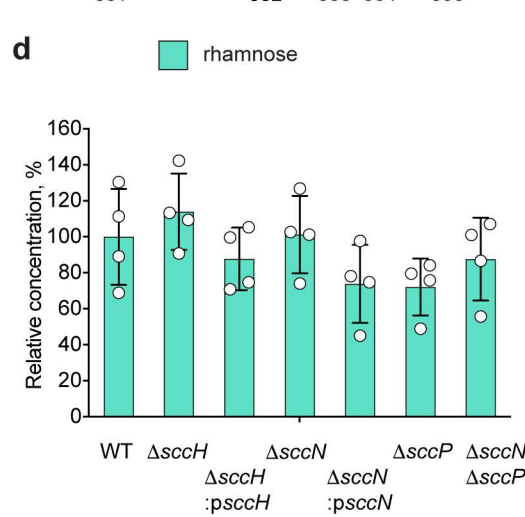 d
rhamnose
Relative concentration, %
160
140
120
100
80
60
40
20
0
WT ΔsccH ΔsccN ΔsccP ΔsccN
ΔsccH ΔsccN ΔsccP
:psccH :psccN